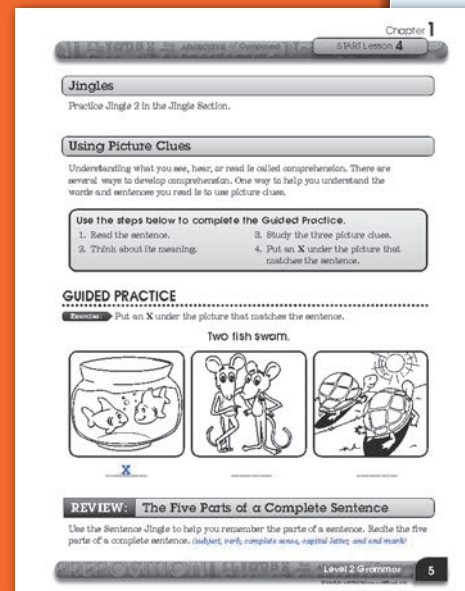 Chapter 1
START Lesson 4
Jingles
Practice Jingle 2 in the Jingle Section.
Using Picture Clues
Understanding what you see, hear, or read is called comprehension. There are
several ways to develop comprehension. One way to help you understand the
words and sentences you read is to use picture clues.
Use the steps below to complete the Guided Practice.
1. Read the sentence.
2. Think about its meaning.
3. Study the three picture clues.
4. Put an X under the picture that
matches the sentence.
GUIDED PRACTICE
Exercise: Put an X under the picture that matches the sentence.
Two fish swam.
X
REVIEW: The Five Parts of a Complete Sentence
Use the Sentence Jingle to help you remember the parts of a sentence. Recite the five
parts of a complete sentence. (subject, verb, complete sense, capital letter, and end mark)
Level 2 Grammar 5